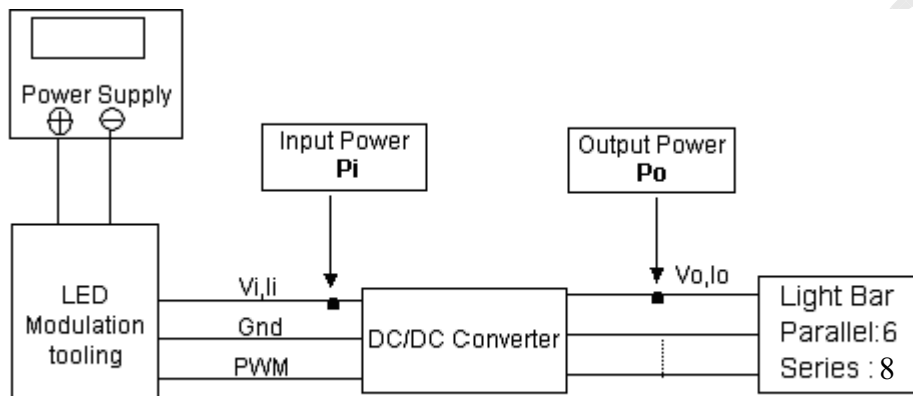 Power Supply
Input Power
Pi
Output Power
Po
LED
Modulation
tooling
Vi,Ii
Gnd
PWM
DC/DC Converter
Vo,Io
Light Bar
Parallel:6
Series : 8